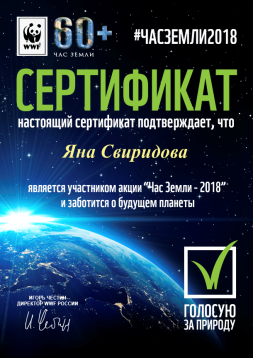 WWF
60+
ЧАС ЗЕМЛИ
#ЧАСЗЕМЛИ2018
СЕРТИФИКАТ
настоящий сертификат подтверждает, что
Яна Свиридова
является участником акции "Час Земли - 2018"
и заботится о будущем планеты
ИГОРЬ ЧЕСТИН
ДИРЕКТОР WWF РОССИИ
ГОЛОСУЮ
ЗА ПРИРОДУ